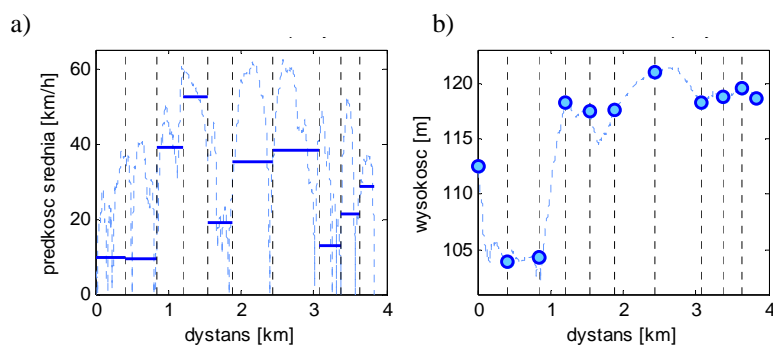 a)
b)
predkosc srednia [km/h]
60
40
20
0
0 1 2 3 4
dystans [km]
wysokosc [m]
120
115
110
105
0 1 2 3 4
dystans [km]